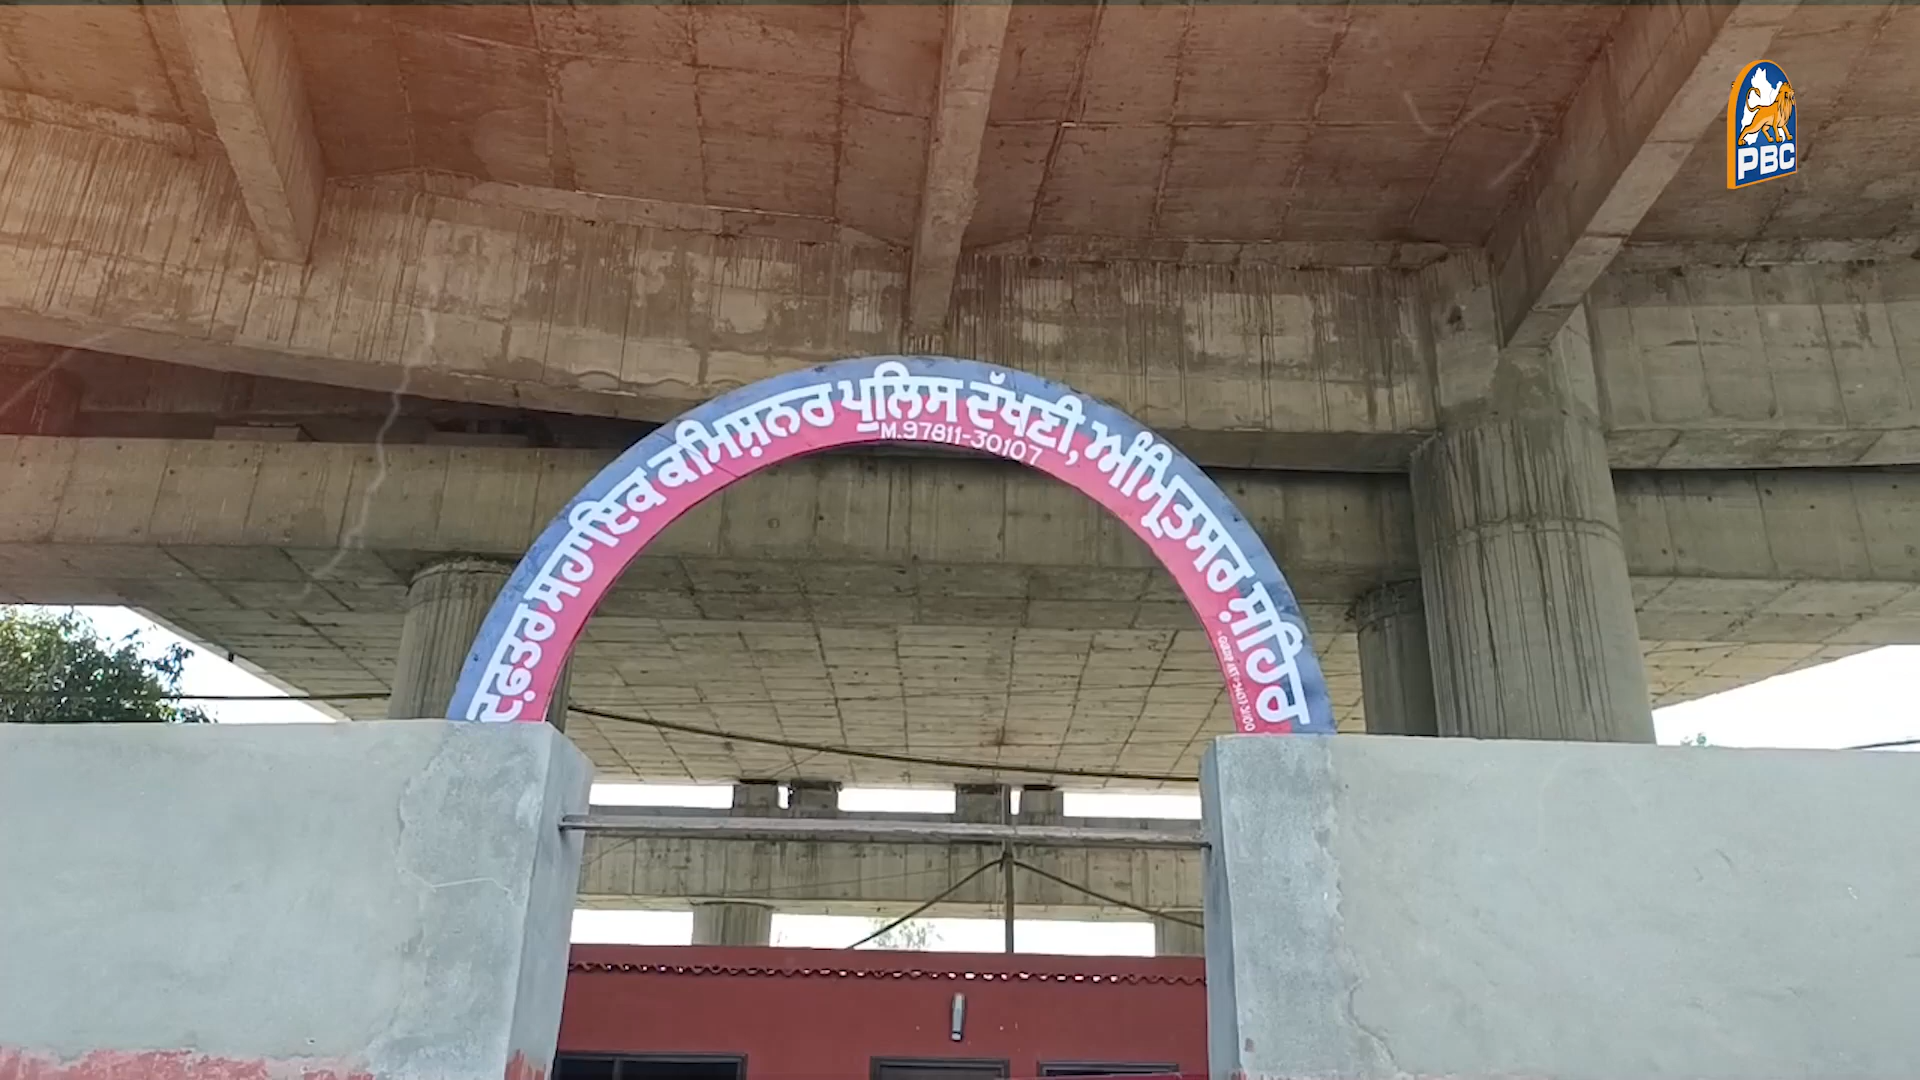 PBC
ਦਫ਼ਤਰ ਸਹਾਇਕ ਕਮਿਸ਼ਨਰ ਪੁਲਿਸ ਦੱਖਣੀ, ਅੰਮ੍ਰਿਤਸਰ ਸ਼ਹਿਰ
M.97811-30107